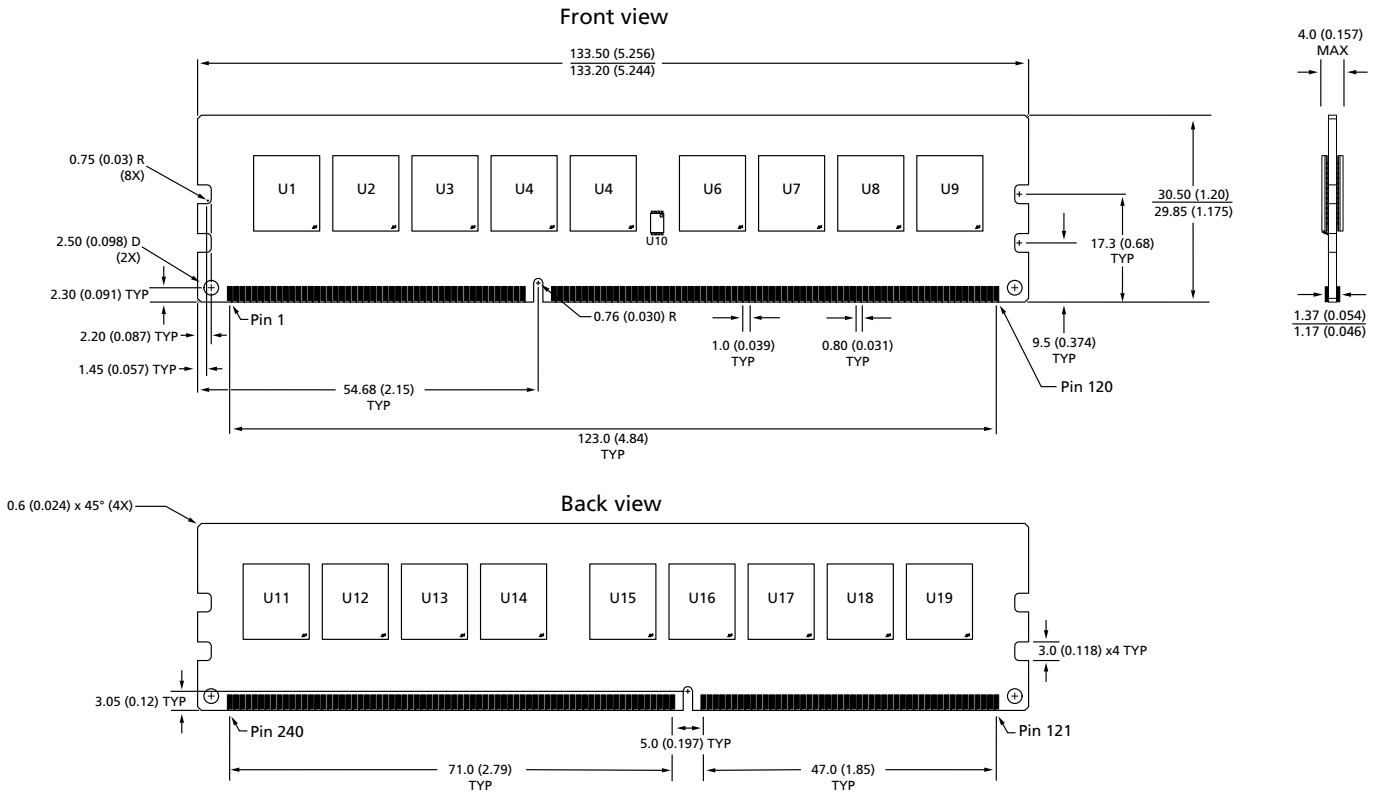 Front view
133.50 (5.256)
133.20 (5.244)
4.0 (0.157)
MAX
0.75 (0.03) R
(8X)
U1
U2
U3
U4
U4
U6
U7
U8
U9
U10
30.50 (1.20)
29.85 (1.175)
17.3 (0.68)
TYP
2.50 (0.098) D
(2X)
2.30 (0.091) TYP
Pin 1
0.76 (0.030) R
2.20 (0.087) TYP
1.45 (0.057) TYP
1.0 (0.039)
TYP
0.80 (0.031)
TYP
9.5 (0.374)
TYP
1.37 (0.054)
1.17 (0.046)
Pin 120
54.68 (2.15)
TYP
123.0 (4.84)
TYP
Back view
0.6 (0.024) x 45° (4X)
U11
U12
U13
U14
U15
U16
U17
U18
U19
3.0 (0.118) x4 TYP
3.05 (0.12) TYP
Pin 240
5.0 (0.197) TYP
Pin 121
71.0 (2.79)
TYP
47.0 (1.85)
TYP